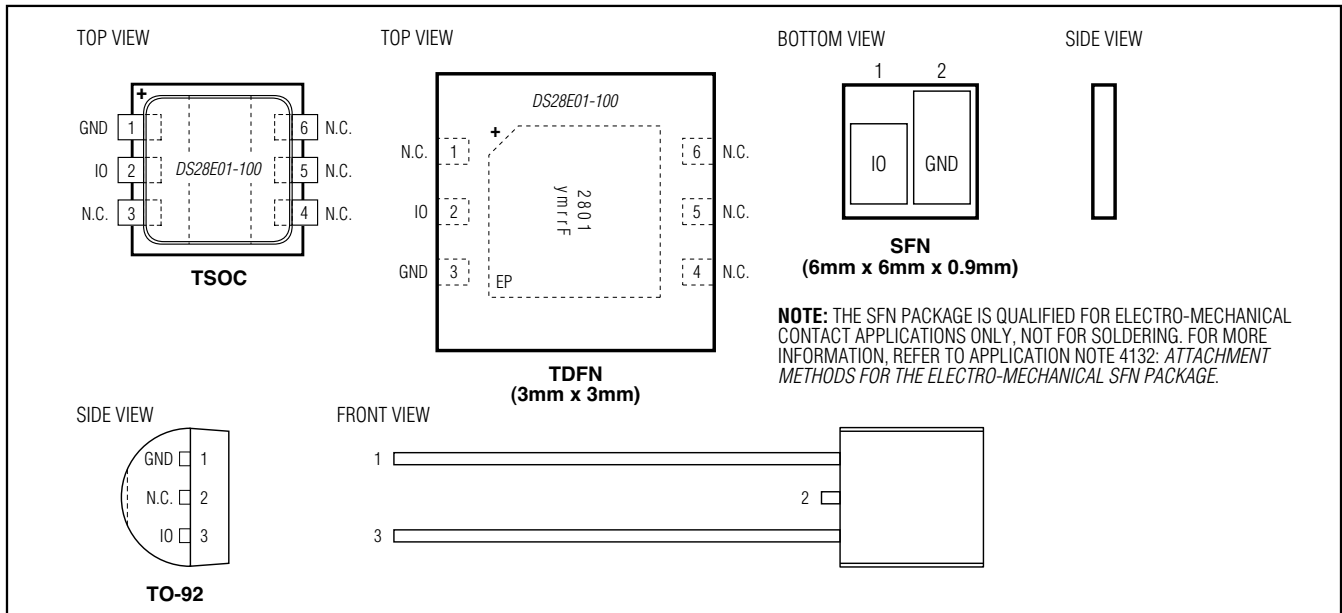 TOP VIEW
+
GND 1
IO 2
N.C. 3
DS28E01-100
6 N.C.
5 N.C.
4 N.C.
TSOC
TOP VIEW
DS28E01-100
+
N.C. 1
IO 2
GND 3
2801
ymrrF
EP
6 N.C.
5 N.C.
4 N.C.
TDFN
(3mm x 3mm)
BOTTOM VIEW
1 2
IO GND
SFN
(6mm x 6mm x 0.9mm)
SIDE VIEW
NOTE: THE SFN PACKAGE IS QUALIFIED FOR ELECTRO-MECHANICAL
CONTACT APPLICATIONS ONLY, NOT FOR SOLDERING. FOR MORE
INFORMATION, REFER TO APPLICATION NOTE 4132: ATTACHMENT
METHODS FOR THE ELECTRO-MECHANICAL SFN PACKAGE.
SIDE VIEW
GND 1
N.C. 2
IO 3
TO-92
FRONT VIEW
1
2
3